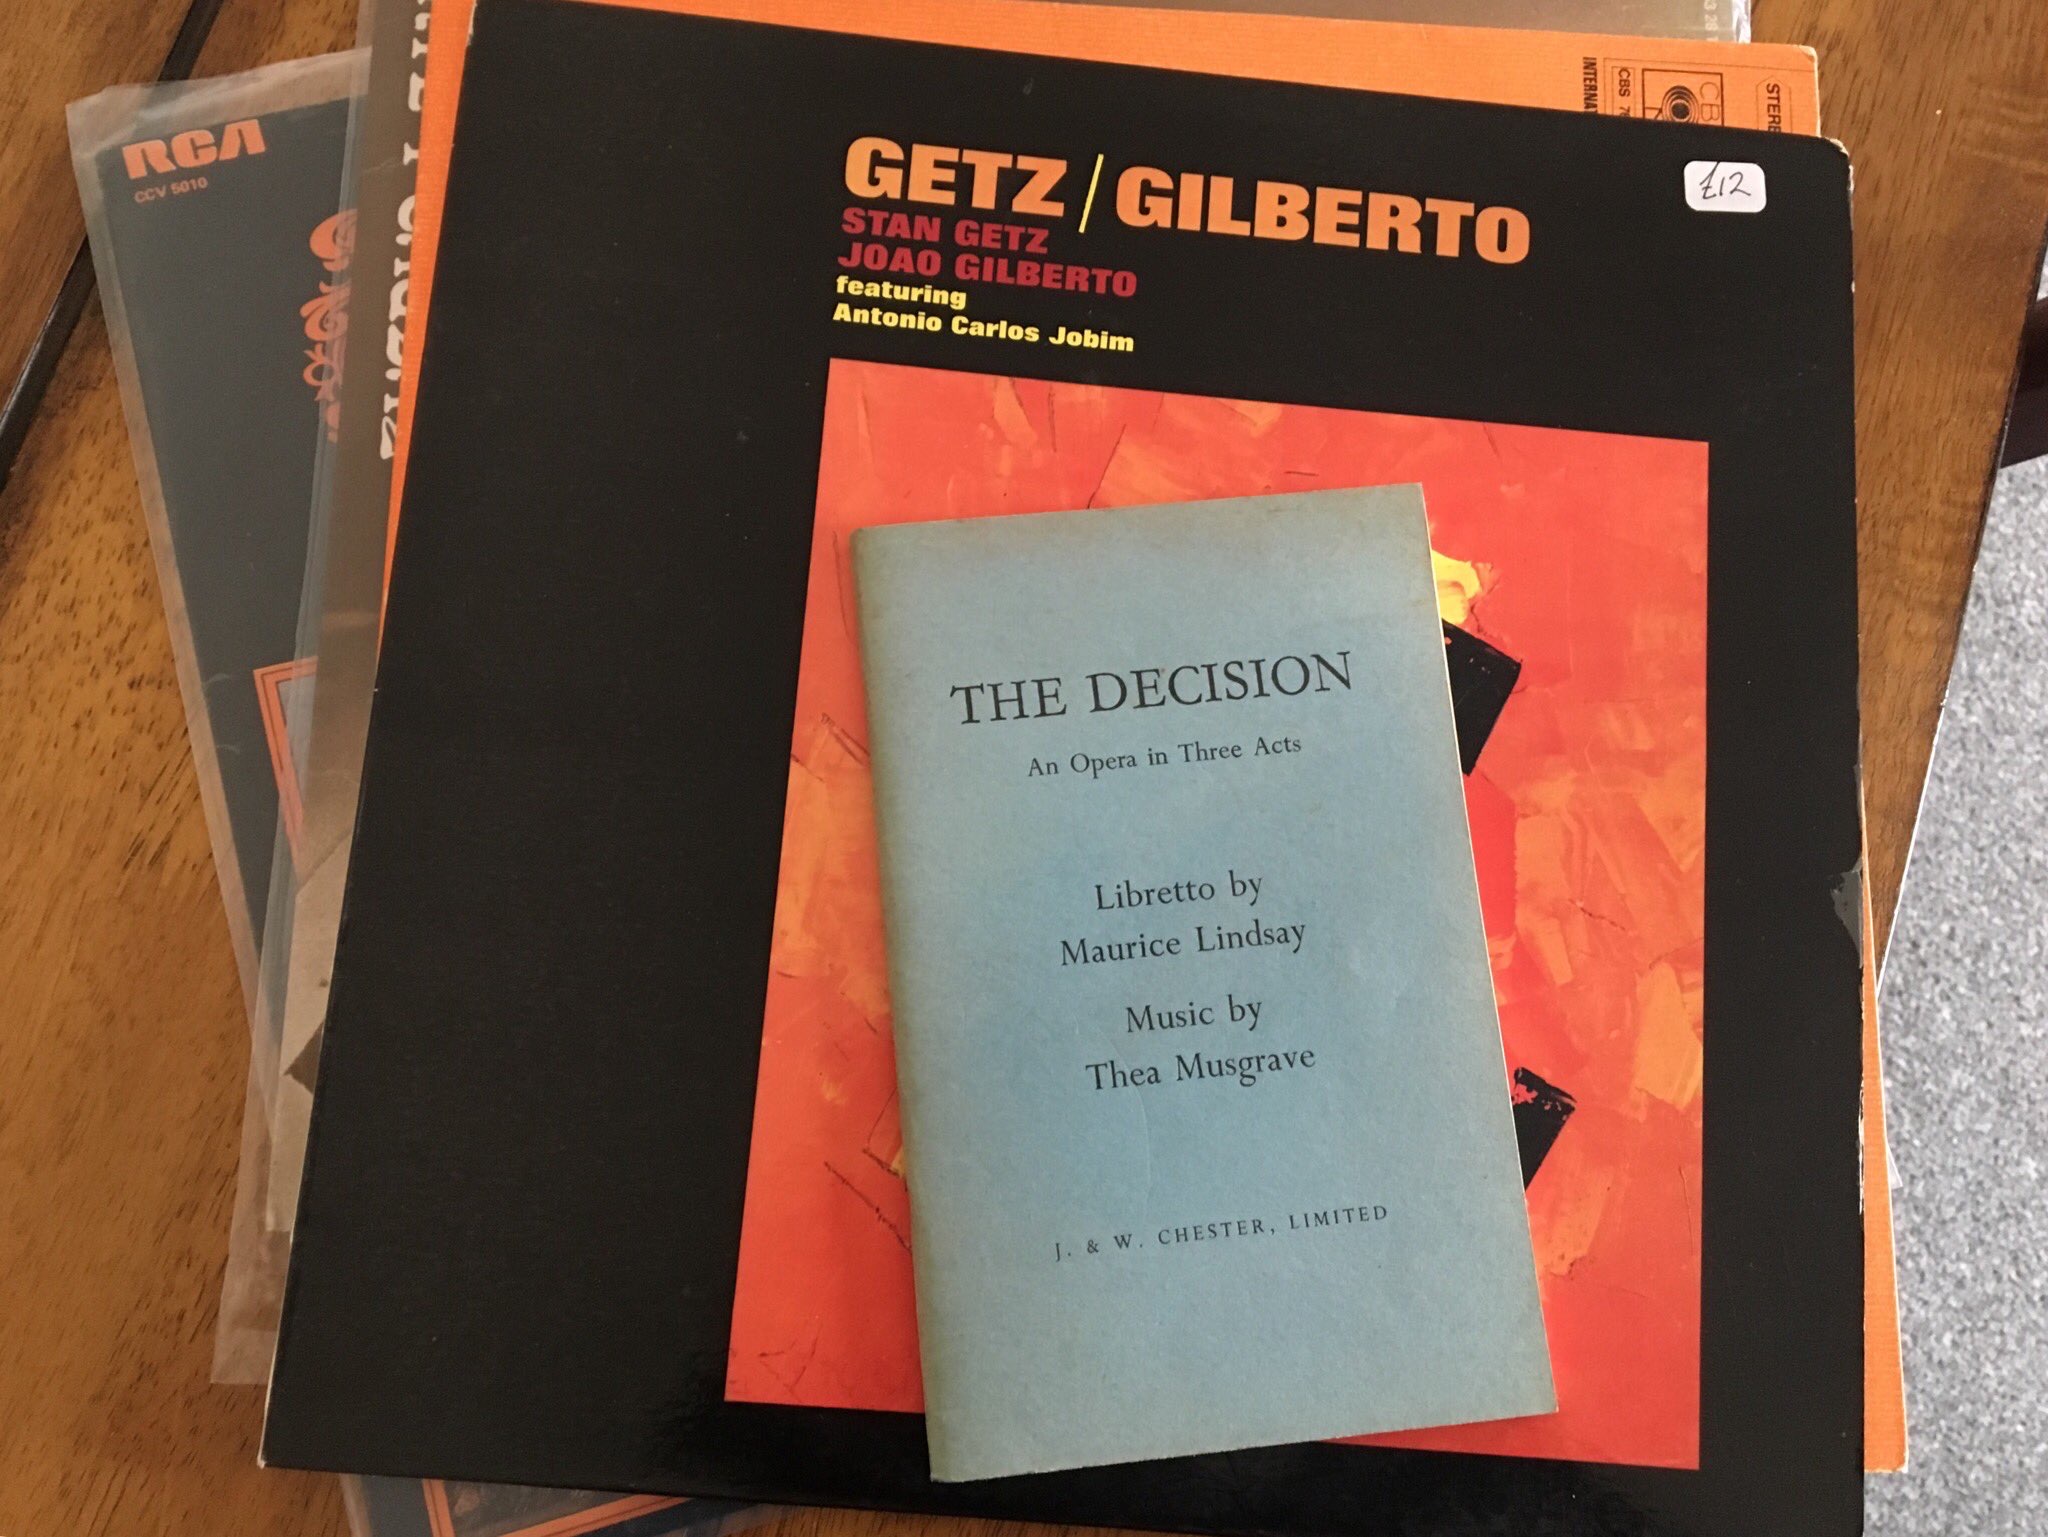 RCA
CCV 5010
STEREO
CBS
GETZ/GILBERTO
STAN GETZ
JOAO GILBERTO
featuring
Antonio Carlos Jobim
£12
THE DECISION
An Opera in Three Acts
Libretto by
Maurice Lindsay
Music by
Thea Musgrave
J. & W. CHESTER, LIMITED